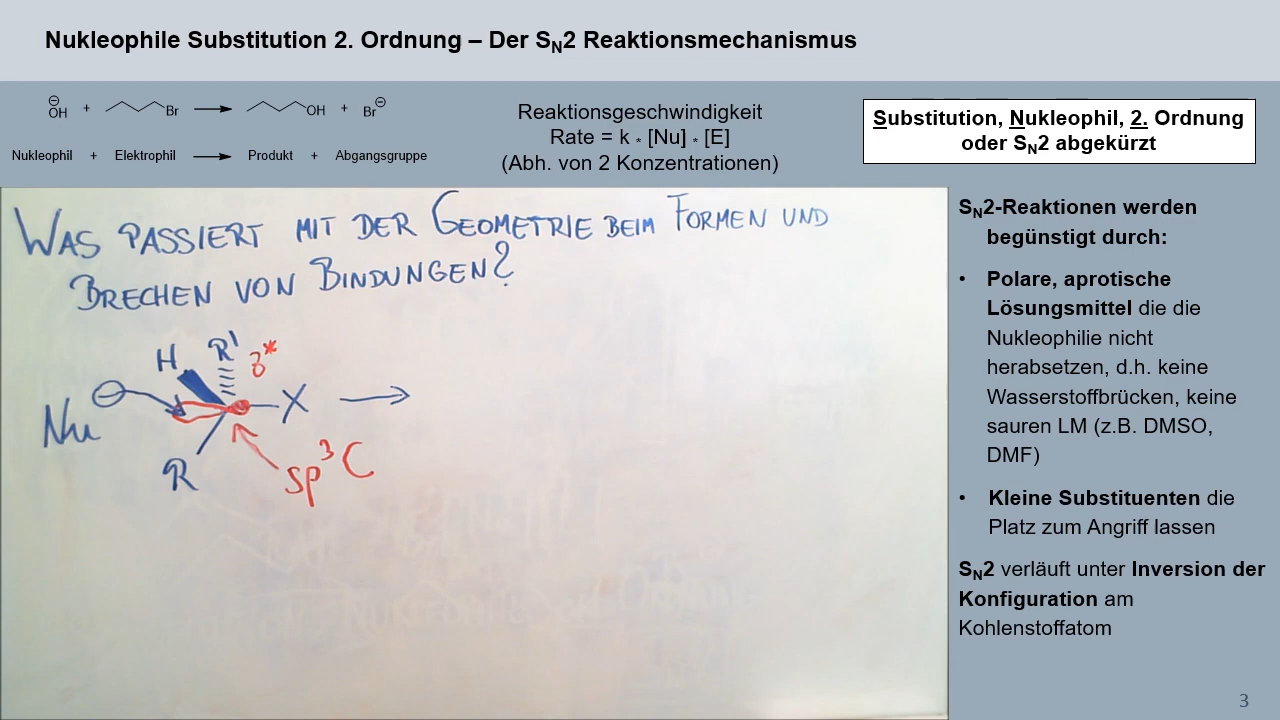 Nukleophile Substitution 2. Ordnung – Der SN2 Reaktionsmechanismus
⊖
OH + Br OH + Br⊖
Nukleophil + Elektrophil Produkt + Abgangsgruppe
Reaktionsgeschwindigkeit
Rate = k * [Nu] * [E]
(Abh. von 2 Konzentrationen)
Substitution, Nukleophil, 2. Ordnung
oder SN2 abgekürzt
WAS PASSIERT MIT DER GEOMETRIE BEIM FORMEN UND
BRECHEN VON BINDUNGEN?
H R' σ*
Nu ⊖ X
R sp³ C
SN2-Reaktionen werden
begünstigt durch:
• Polare, aprotische
Lösungsmittel die die
Nukleophilie nicht
herabsetzen, d.h. keine
Wasserstoffbrücken, keine
sauren LM (z.B. DMSO,
DMF)
• Kleine Substituenten die
Platz zum Angriff lassen
SN2 verläuft unter Inversion der
Konfiguration am
Kohlenstoffatom
3